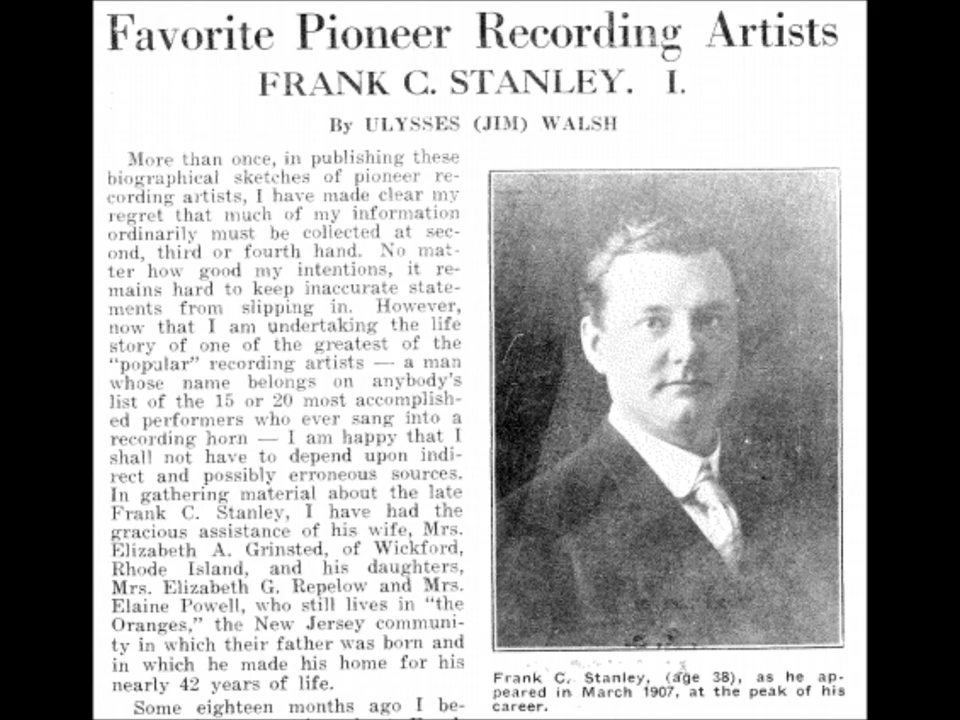 Favorite Pioneer Recording Artists
FRANK C. STANLEY. I.
By ULYSSES (JIM) WALSH
More than once, in publishing these
biographical sketches of pioneer re-
cording artists, I have made clear my
regret that much of my information
ordinarily must be collected at sec-
ond, third or fourth hand. No mat-
ter how good my intentions, it re-
mains hard to keep inaccurate state-
ments from slipping in. However,
now that I am undertaking the life
story of one of the greatest of the
"popular" recording artists — a man
whose name belongs on anybody's
list of the 15 or 20 most accomplish-
ed performers who ever sang into a
recording horn — I am happy that I
shall not have to depend upon indi-
rect and possibly erroneous sources.
In gathering material about the late
Frank C. Stanley, I have had the
gracious assistance of his wife, Mrs.
Elizabeth A. Grinsted, of Wickford,
Rhode Island, and his daughters,
Mrs. Elizabeth G. Repelow and Mrs.
Elaine Powell, who still lives in "the
Oranges," the New Jersey communi-
ty in which their father was born and
in which he made his home for his
nearly 42 years of life.
Some eighteen months ago I be-
Frank C. Stanley, (age 38), as he ap-
peared in March 1907, at the peak of his
career.